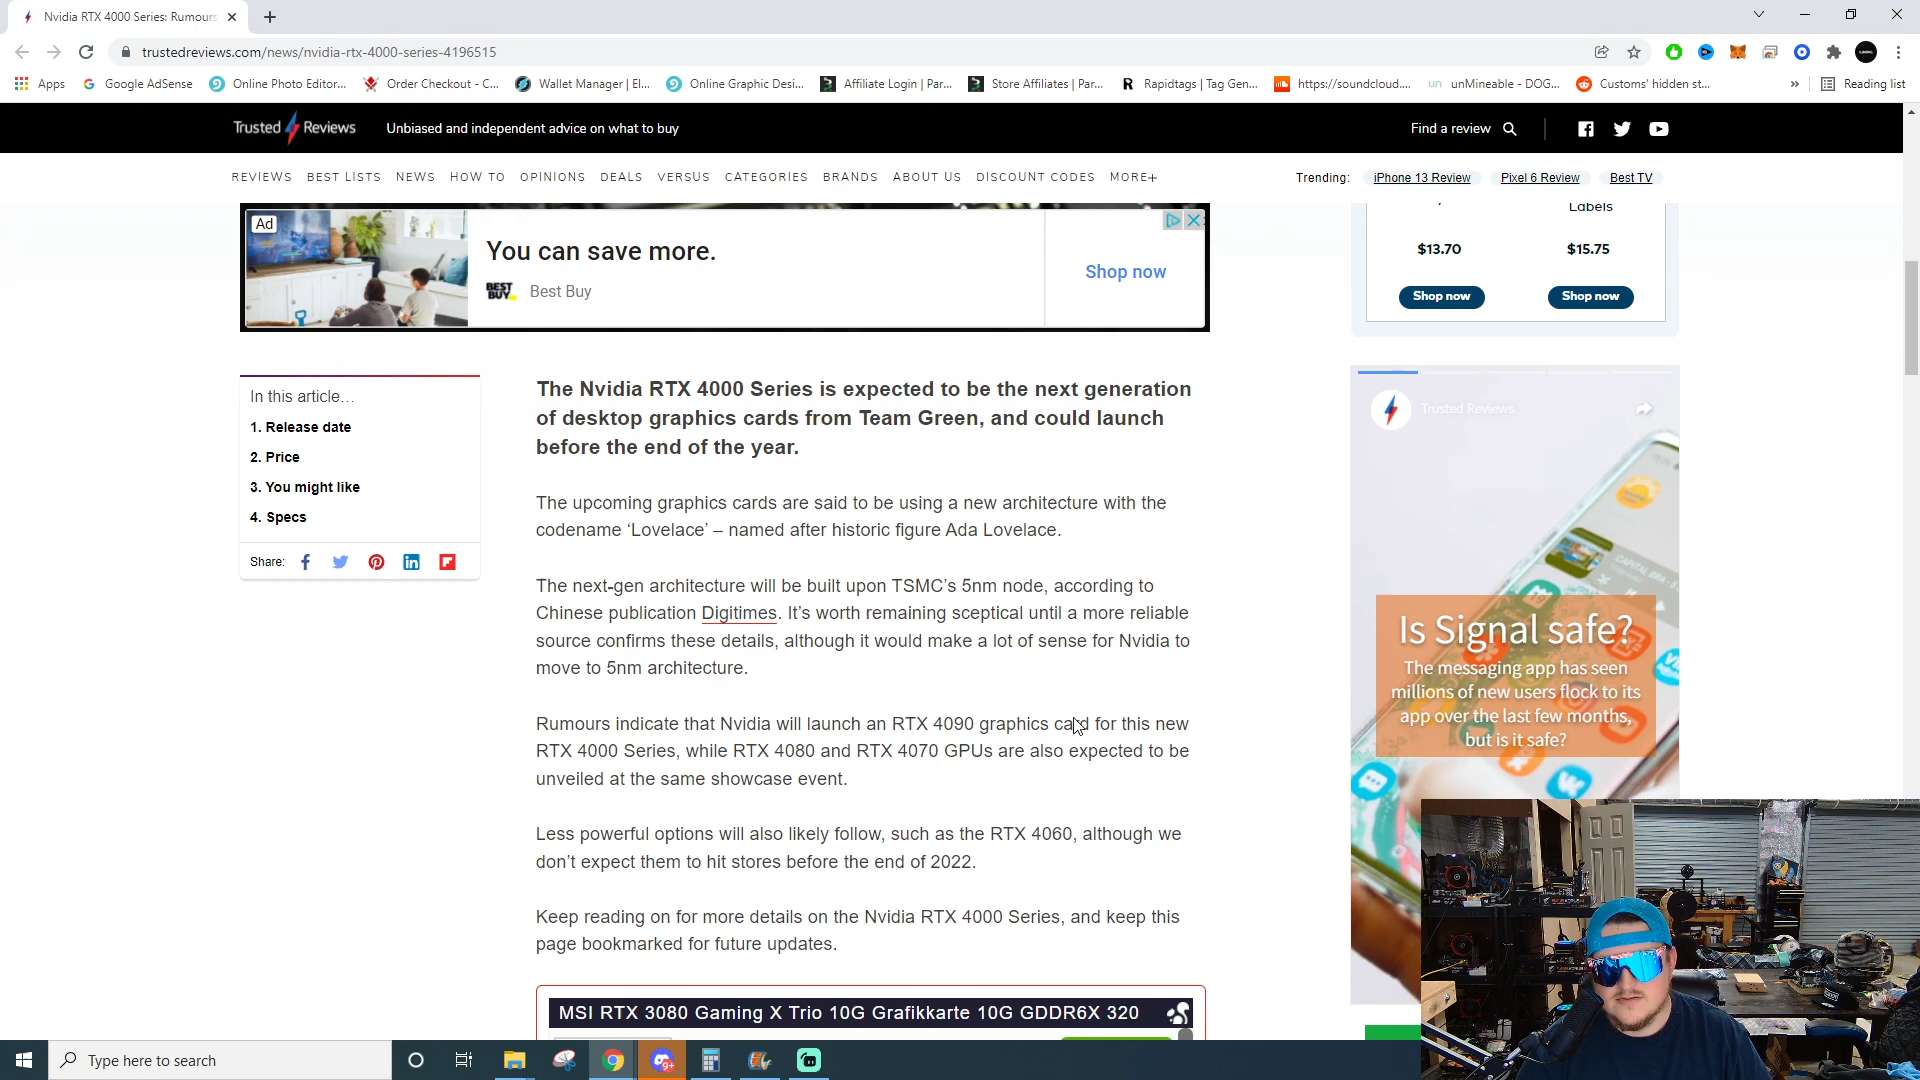 Nvidia RTX 4000 Series: Rumours
trustedreviews.com/news/nvidia-rtx-4000-series-4196515
Apps Google AdSense Online Photo Editor... Order Checkout - C... Wallet Manager | El... Online Graphic Desi... Affiliate Login | Par... Store Affiliates | Par... Rapidtags | Tag Gen... https://soundcloud.... unMineable - DOG... Customs' hidden st... » Reading list
Trusted Reviews Unbiased and independent advice on what to buy Find a review
REVIEWS BEST LISTS NEWS HOW TO OPINIONS DEALS VERSUS CATEGORIES BRANDS ABOUT US DISCOUNT CODES MORE+ Trending: iPhone 13 Review Pixel 6 Review Best TV
Labels
$13.70 $15.75
Shop now Shop now
Ad
You can save more.
BEST BUY Best Buy
Shop now
In this article...
1. Release date
2. Price
3. You might like
4. Specs
Share:
The Nvidia RTX 4000 Series is expected to be the next generation
of desktop graphics cards from Team Green, and could launch
before the end of the year.
The upcoming graphics cards are said to be using a new architecture with the
codename ‘Lovelace’ – named after historic figure Ada Lovelace.
The next-gen architecture will be built upon TSMC’s 5nm node, according to
Chinese publication Digitimes. It’s worth remaining sceptical until a more reliable
source confirms these details, although it would make a lot of sense for Nvidia to
move to 5nm architecture.
Rumours indicate that Nvidia will launch an RTX 4090 graphics card for this new
RTX 4000 Series, while RTX 4080 and RTX 4070 GPUs are also expected to be
unveiled at the same showcase event.
Less powerful options will also likely follow, such as the RTX 4060, although we
don’t expect them to hit stores before the end of 2022.
Keep reading on for more details on the Nvidia RTX 4000 Series, and keep this
page bookmarked for future updates.
MSI RTX 3080 Gaming X Trio 10G Grafikkarte 10G GDDR6X 320
Trusted Reviews
Is Signal safe?
The messaging app has seen
millions of new users flock to its
app over the last few months,
but is it safe?
Type here to search
9+